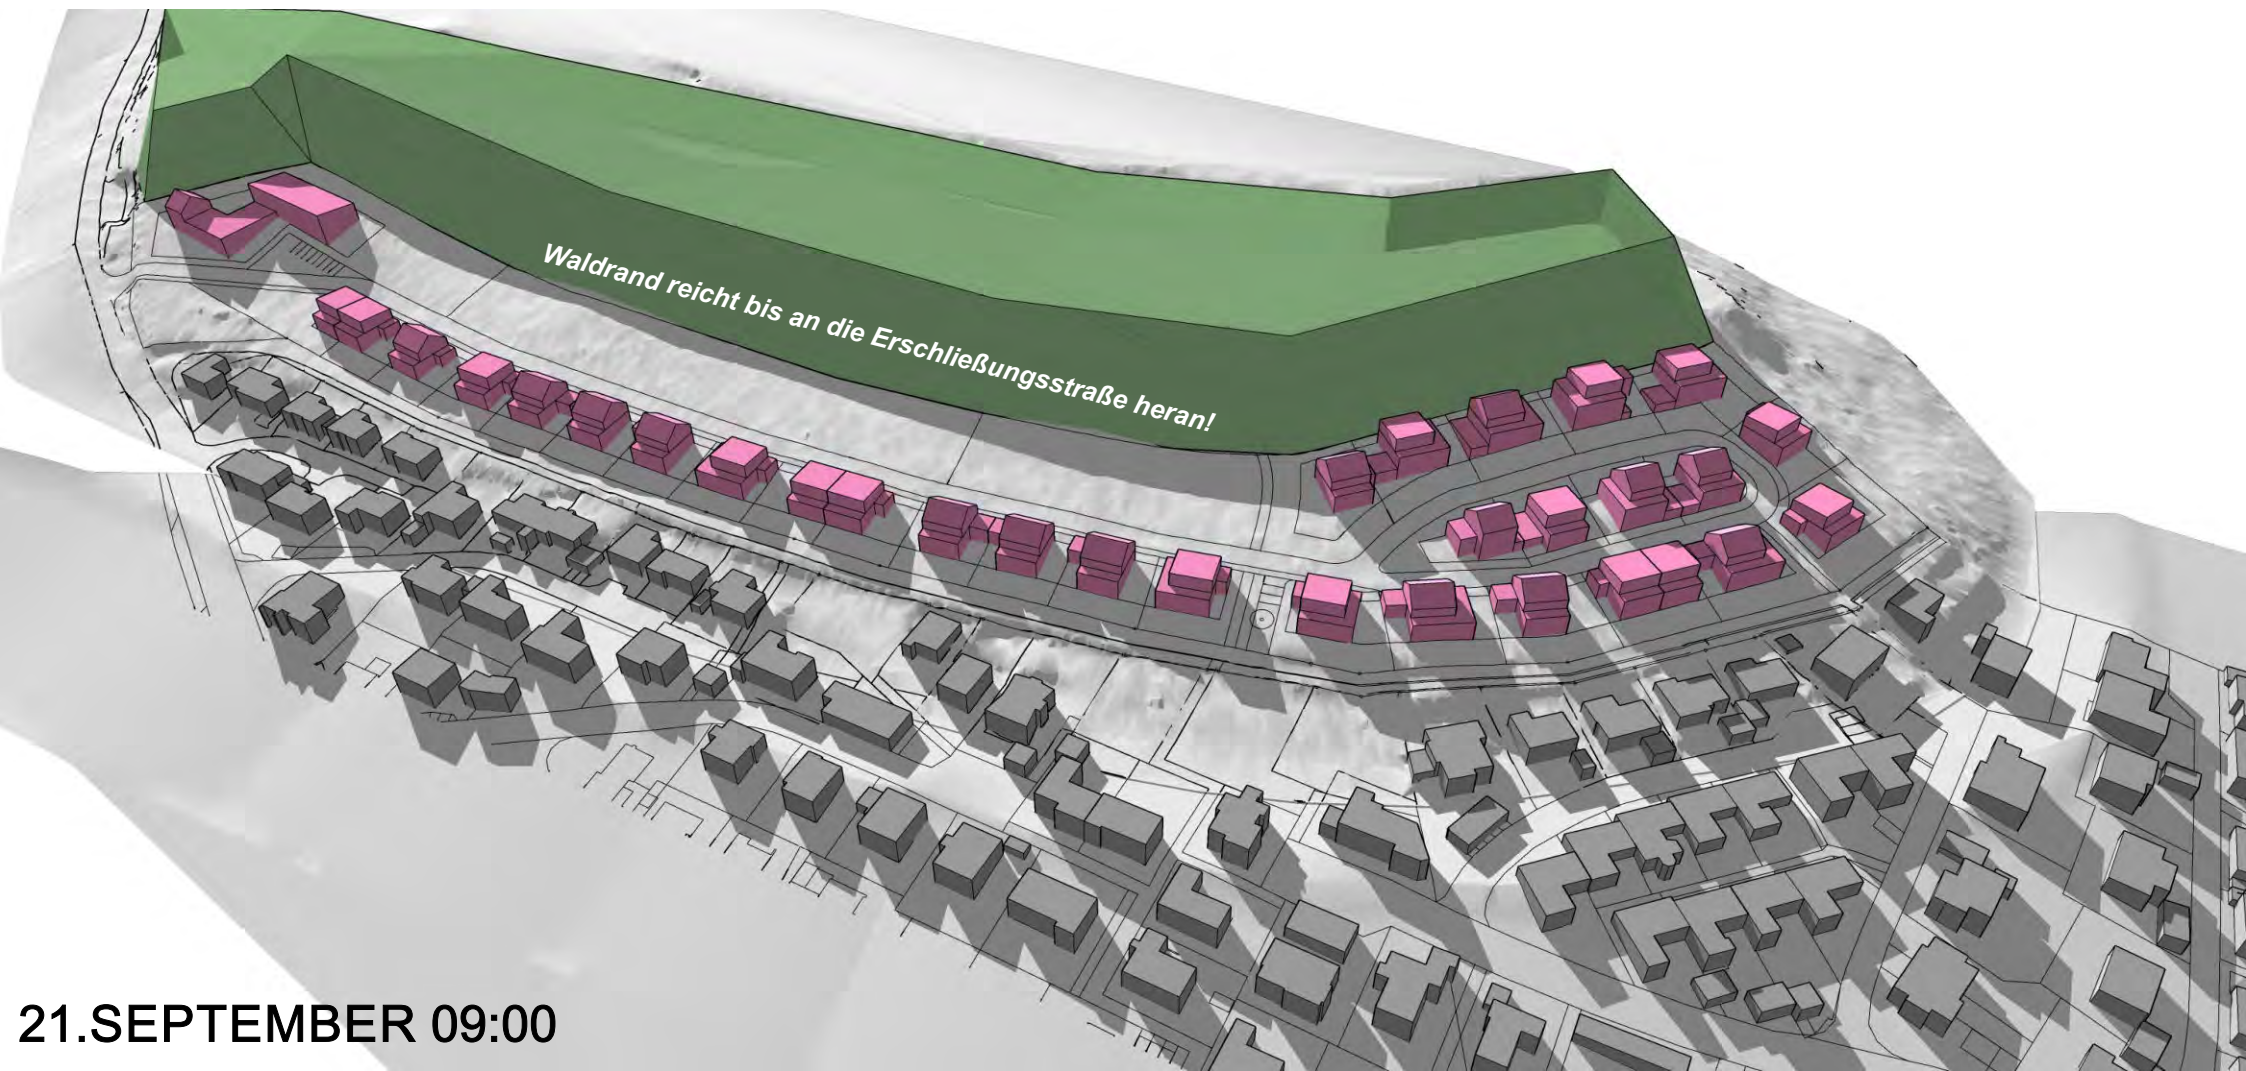 Waldrand reicht bis an die Erschließungsstraße heran!
21.SEPTEMBER 09:00